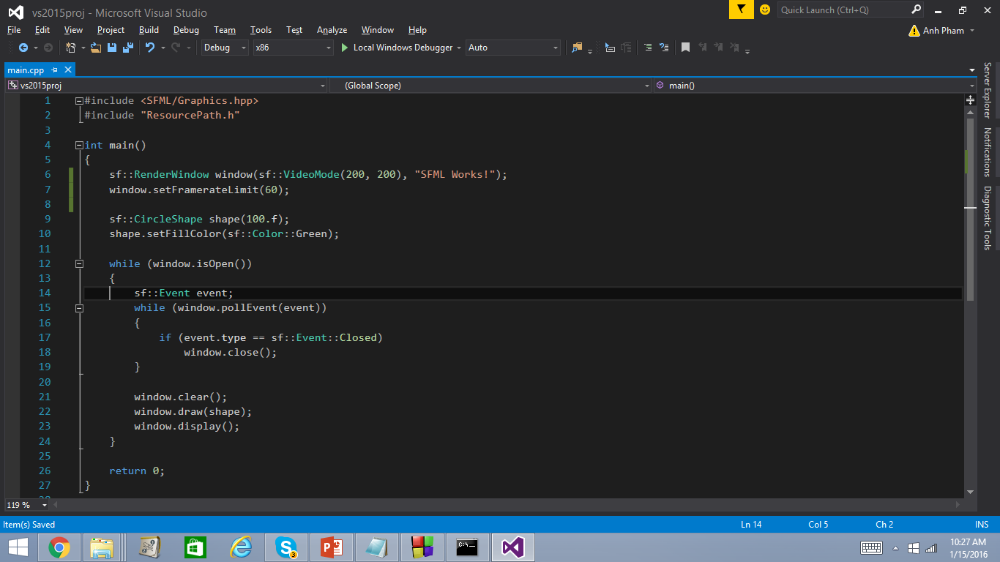 vs2015proj - Microsoft Visual Studio
Quick Launch (Ctrl+Q)
File Edit View Project Build Debug Team Tools Test Analyze Window Help
Anh Pham
Debug x86 Local Windows Debugger Auto
main.cpp
vs2015proj (Global Scope) main()
1 #include <SFML/Graphics.hpp>
2 #include "ResourcePath.h"
3
4 int main()
5 {
6 sf::RenderWindow window(sf::VideoMode(200, 200), "SFML Works!");
7 window.setFramerateLimit(60);
8
9 sf::CircleShape shape(100.f);
10 shape.setFillColor(sf::Color::Green);
11
12 while (window.isOpen())
13 {
14 sf::Event event;
15 while (window.pollEvent(event))
16 {
17 if (event.type == sf::Event::Closed)
18 window.close();
19 }
20
21 window.clear();
22 window.draw(shape);
23 window.display();
24 }
25
26 return 0;
27 }
28
Server Explorer
Notifications
Diagnostic Tools
119 %
Item(s) Saved Ln 14 Col 5 Ch 2 INS
S 3
10:27 AM
1/15/2016